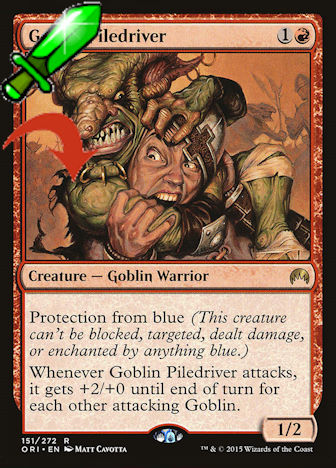 Piledriver 1
Creature — Goblin Warrior
Protection from blue (This creature
can't be blocked, targeted, dealt damage,
or enchanted by anything blue.)
Whenever Goblin Piledriver attacks,
it gets +2/+0 until end of turn for
each other attacking Goblin.
1/2
151/272 R
ORI • EN MATT CAVOTTA
™ & © 2015 Wizards of the Coast